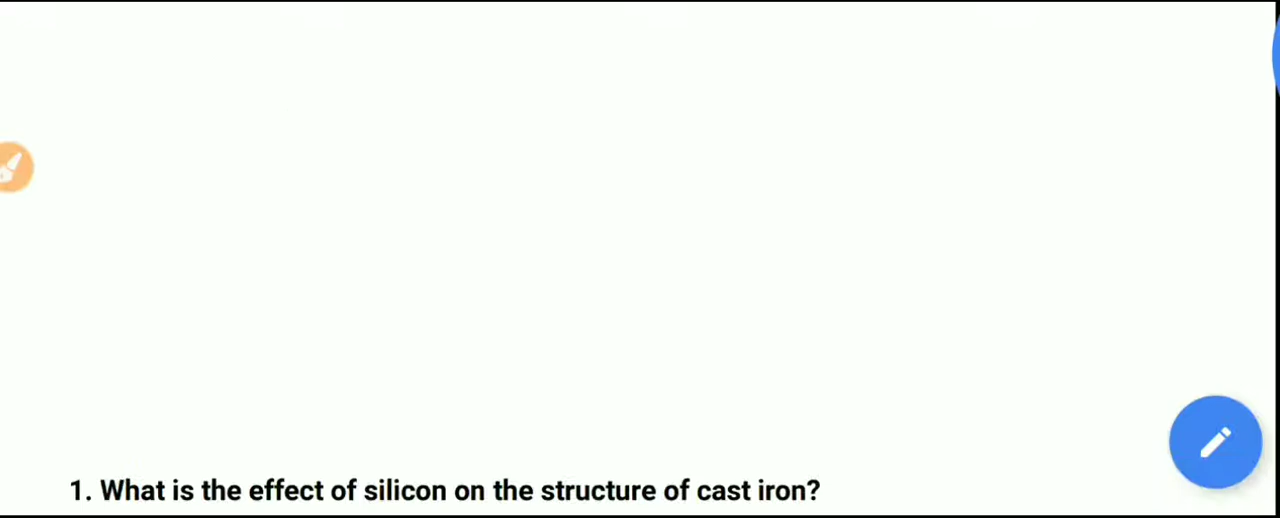 1. What is the effect of silicon on the structure of cast iron?